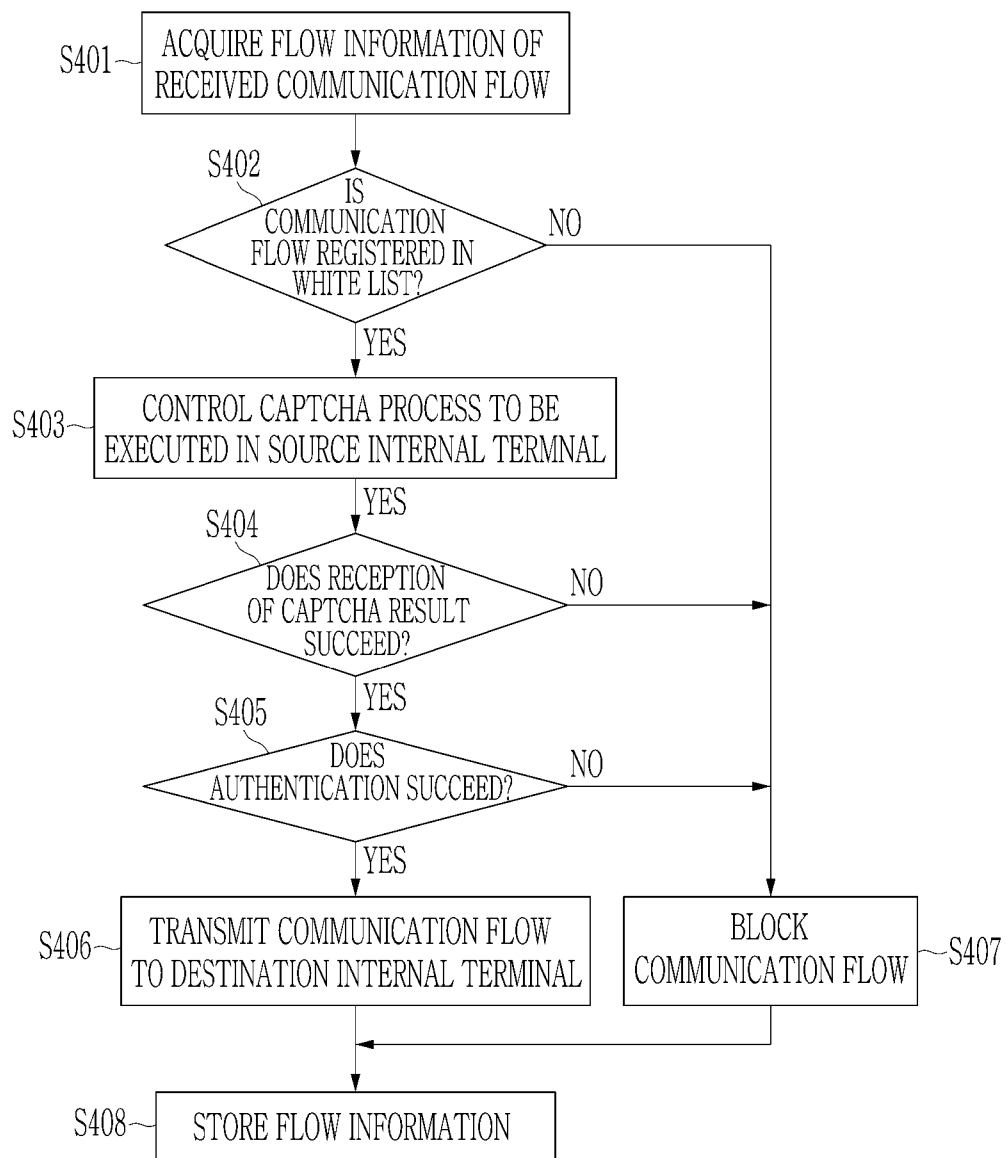 S401
ACQUIRE FLOW INFORMATION OF
RECEIVED COMMUNICATION FLOW
S402
IS
COMMUNICATION
FLOW REGISTERED IN
WHITE LIST?
NO
YES
S403
CONTROL CAPTCHA PROCESS TO BE
EXECUTED IN SOURCE INTERNAL TERMNAL
YES
S404
DOES RECEPTION
OF CAPTCHA RESULT
SUCCEED?
NO
YES
S405
DOES
AUTHENTICATION SUCCEED?
NO
YES
S406
TRANSMIT COMMUNICATION FLOW
TO DESTINATION INTERNAL TERMINAL
BLOCK
COMMUNICATION FLOW
S407
S408
STORE FLOW INFORMATION